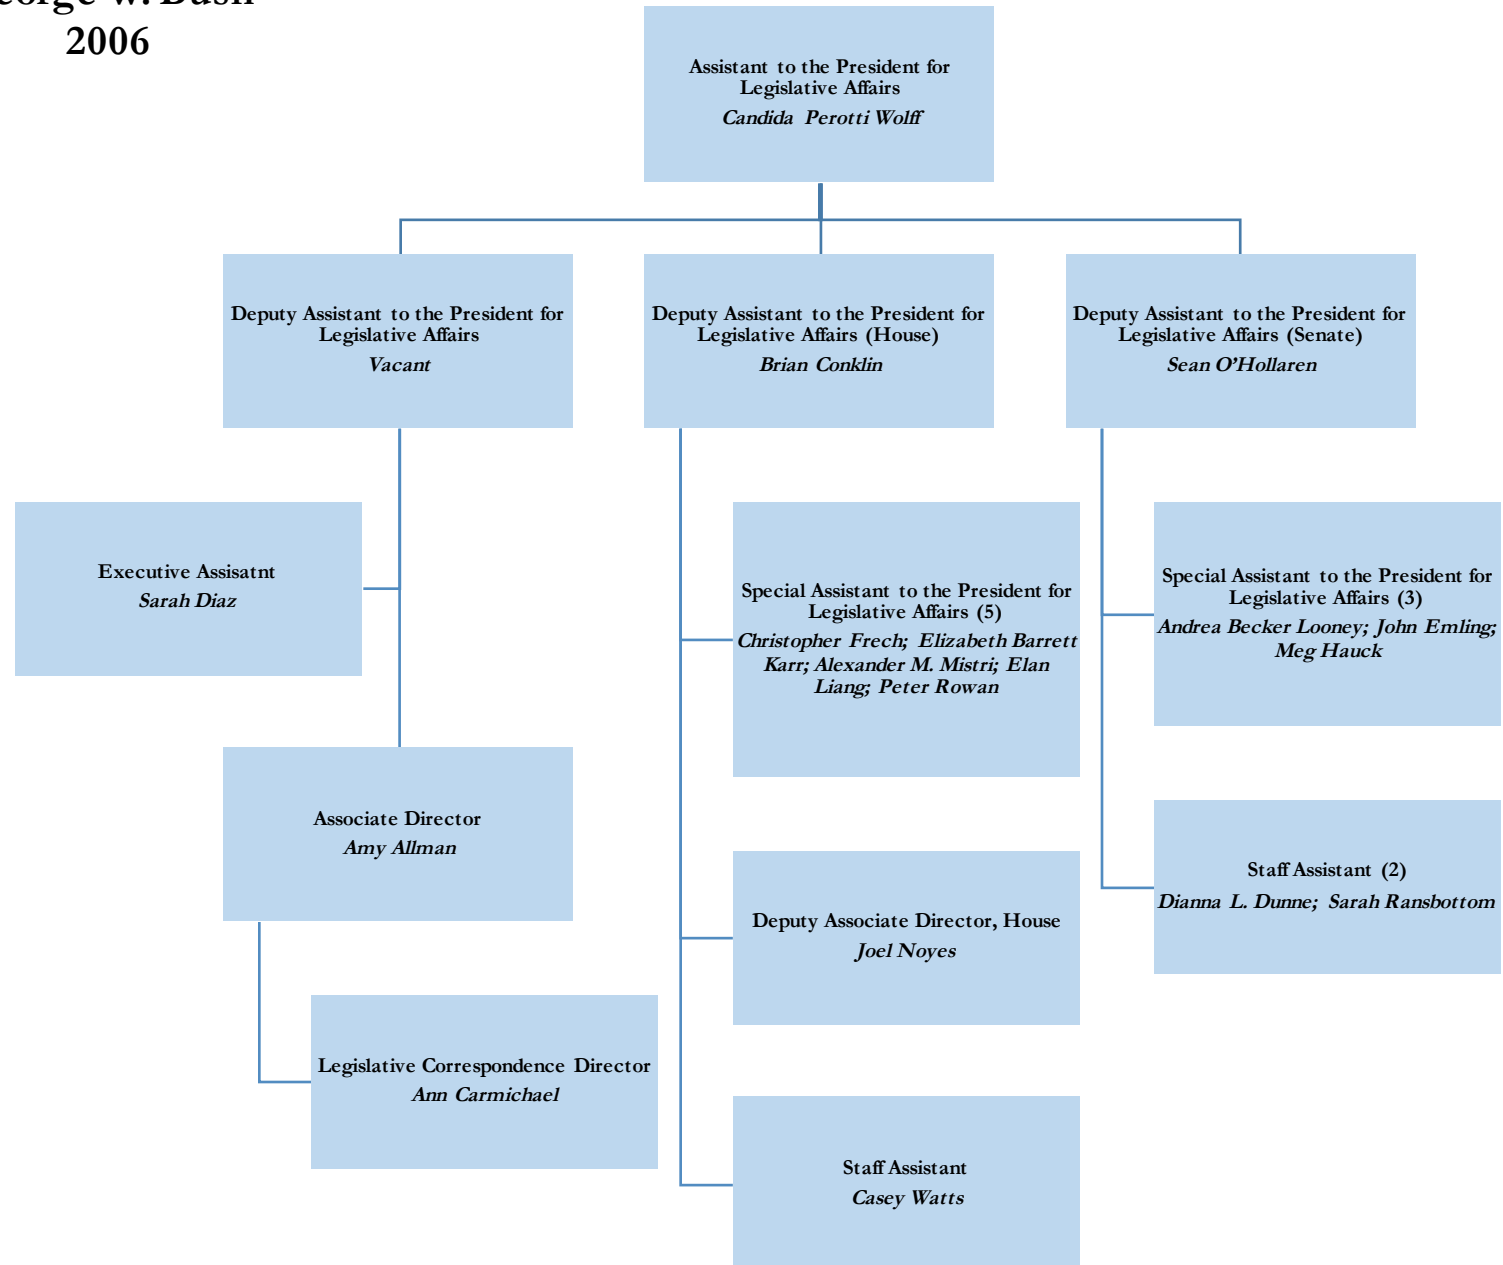 eorge W. Bush
2006
Assistant to the President for
Legislative Affairs
Candida Perotti Wolff
Deputy Assistant to the President for
Legislative Affairs
Vacant
Deputy Assistant to the President for
Legislative Affairs (House)
Brian Conklin
Deputy Assistant to the President for
Legislative Affairs (Senate)
Sean O'Hollaren
Executive Assisatnt
Sarah Diaz
Special Assistant to the President for
Legislative Affairs (5)
Christopher Frech; Elizabeth Barrett
Karr; Alexander M. Mistri; Elan
Liang; Peter Rowan
Special Assistant to the President for
Legislative Affairs (3)
Andrea Becker Looney; John Emling;
Meg Hauck
Associate Director
Amy Allman
Staff Assistant (2)
Dianna L. Dunne; Sarah Ransbottom
Deputy Associate Director, House
Joel Noyes
Legislative Correspondence Director
Ann Carmichael
Staff Assistant
Casey Watts